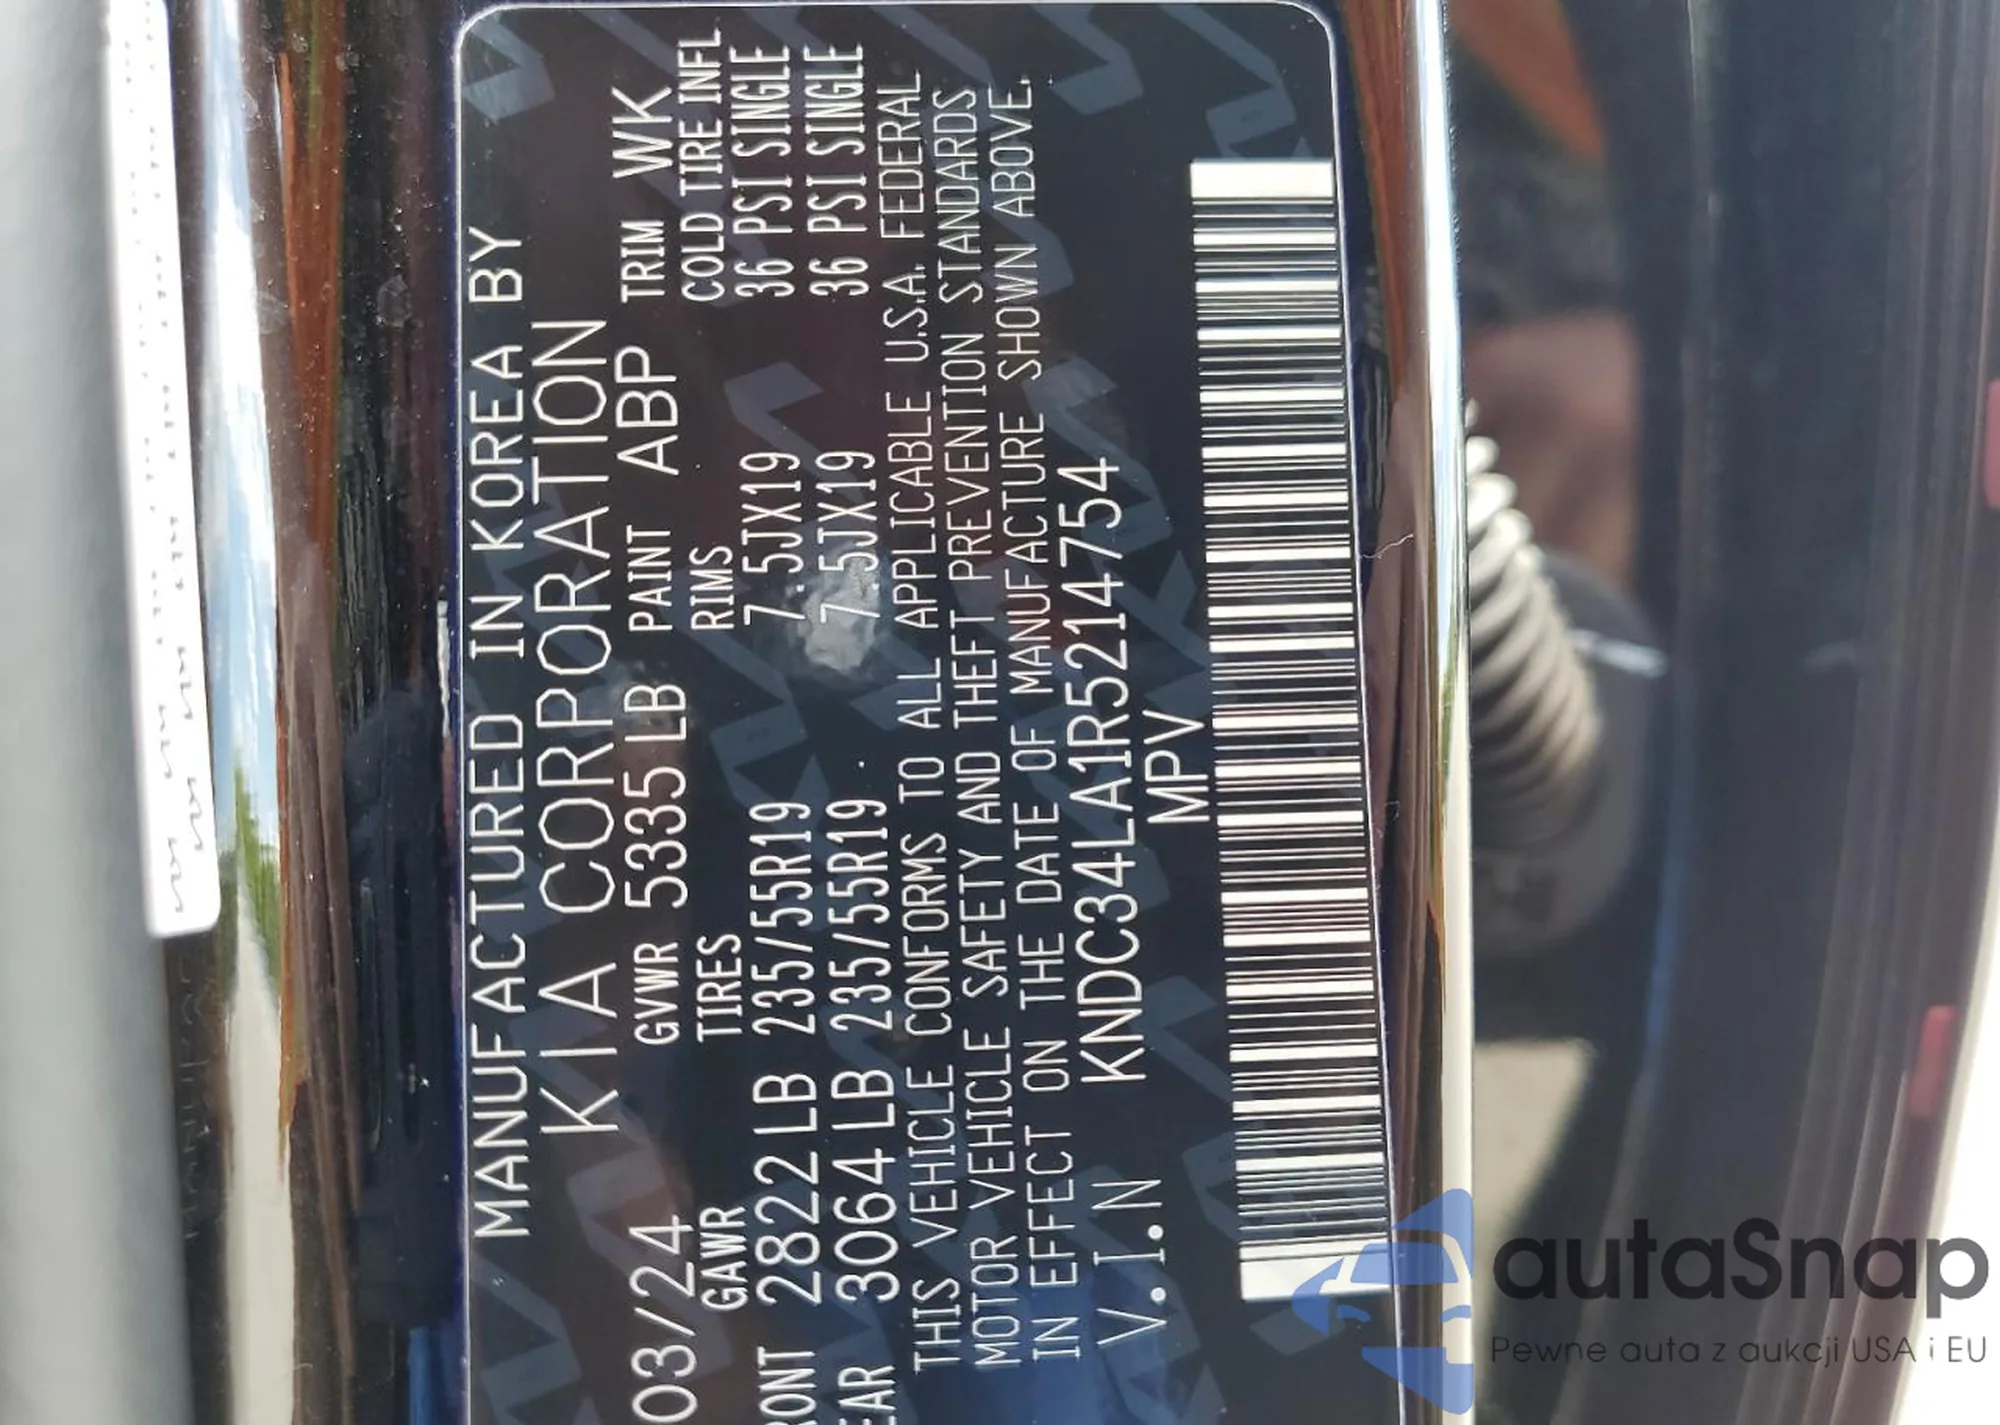 MANUFACTURED IN KOREA BY
KIA CORPORATION
03/24 GVWR 5335 LB PAINT ABP TRIM WK
GAWR TIRES RIMS COLD TIRE INFL
RONT 2822 LB 235/55R19 7.5JX19 36 PSI SINGLE
EAR 3064 LB 235/55R19 7.5JX19 36 PSI SINGLE
THIS VEHICLE CONFORMS TO ALL APPLICABLE U.S.A. FEDERAL
MOTOR VEHICLE SAFETY AND THEFT PREVENTION STANDARDS
IN EFFECT ON THE DATE OF MANUFACTURE SHOWN ABOVE.
V.I.N KNDC34LA1R5214754
MPV
autaSnap
Pewne auta z aukcji USA i EU